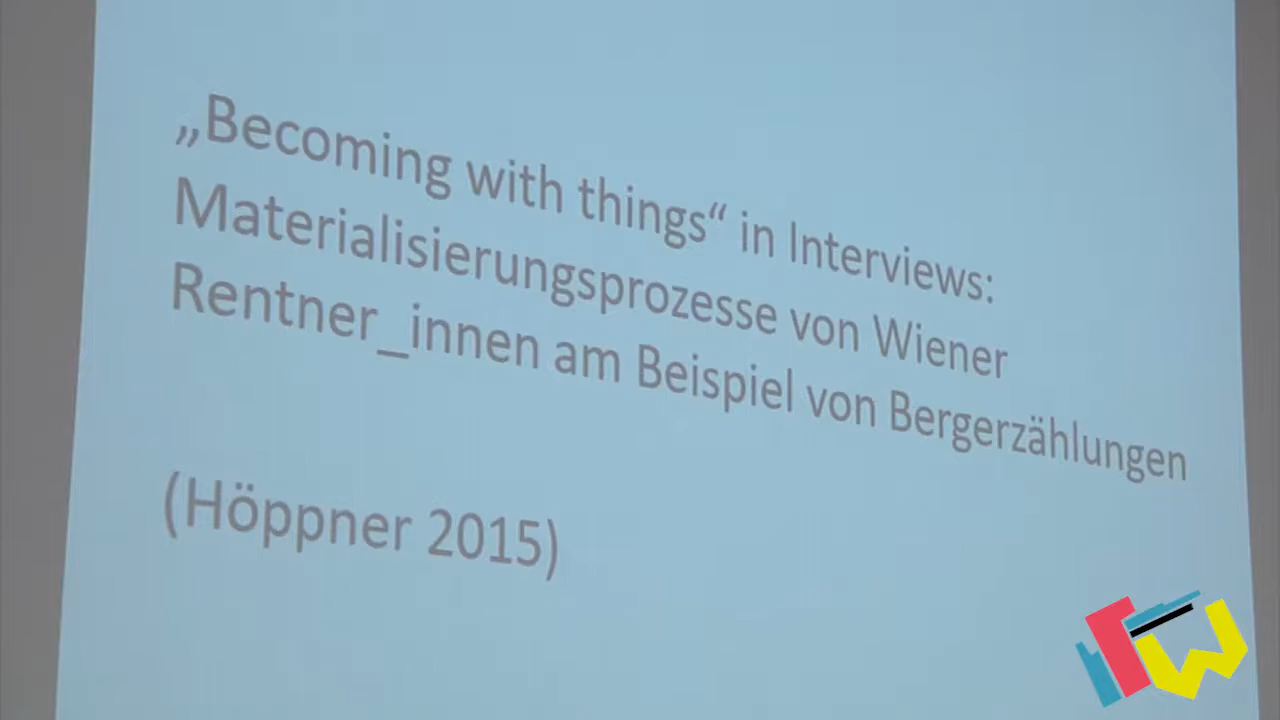 „Becoming with things“ in Interviews:
Materialisierungsprozesse von Wiener
Rentner_innen am Beispiel von Bergerzählungen
(Höppner 2015)